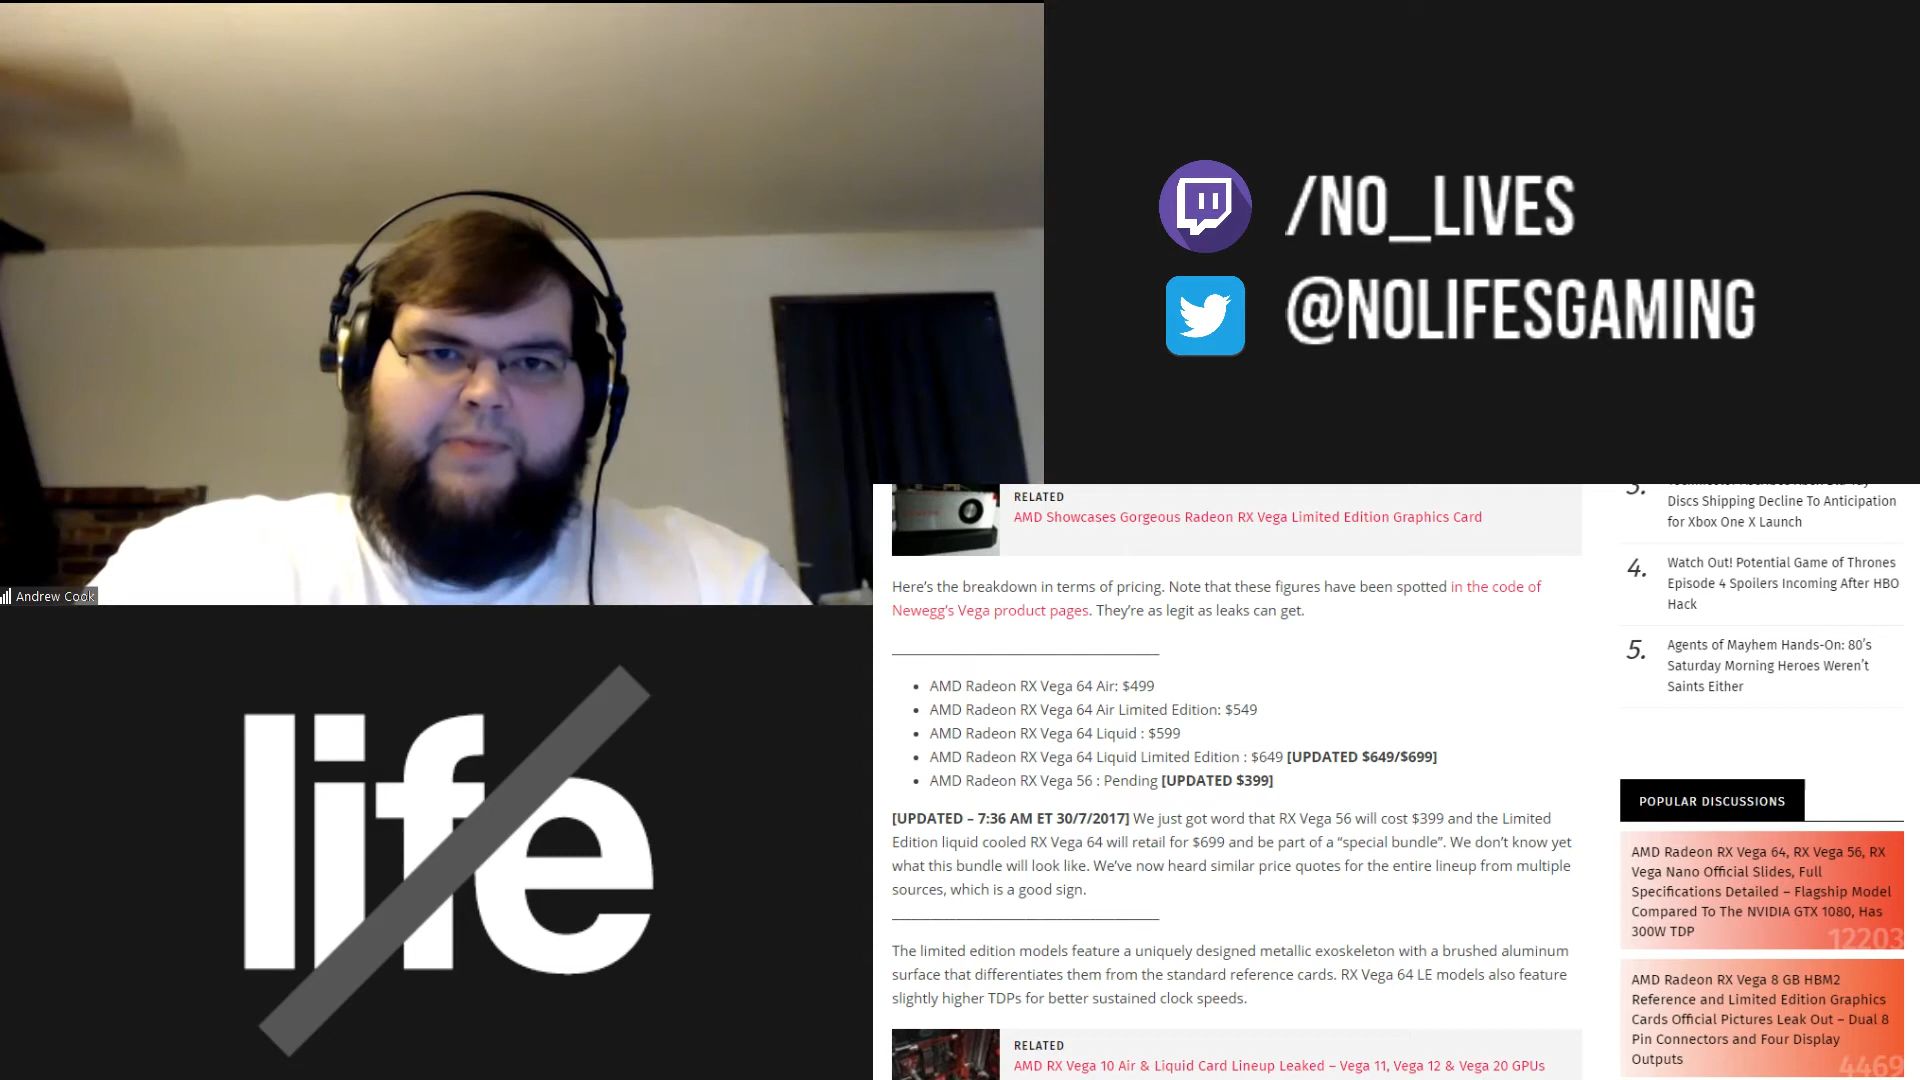 /NO_LIVES
@NOLIFESGAMING
Andrew Cook
life
RELATED
AMD Showcases Gorgeous Radeon RX Vega Limited Edition Graphics Card
Here’s the breakdown in terms of pricing. Note that these figures have been spotted in the code of
Newegg’s Vega product pages. They’re as legit as leaks can get.
AMD Radeon RX Vega 64 Air: $499
AMD Radeon RX Vega 64 Air Limited Edition: $549
AMD Radeon RX Vega 64 Liquid : $599
AMD Radeon RX Vega 64 Liquid Limited Edition : $649 [UPDATED $649/$699]
AMD Radeon RX Vega 56 : Pending [UPDATED $399]
[UPDATED – 7:36 AM ET 30/7/2017] We just got word that RX Vega 56 will cost $399 and the Limited
Edition liquid cooled RX Vega 64 will retail for $699 and be part of a “special bundle”. We don’t know yet
what this bundle will look like. We’ve now heard similar price quotes for the entire lineup from multiple
sources, which is a good sign.
The limited edition models feature a uniquely designed metallic exoskeleton with a brushed aluminum
surface that differentiates them from the standard reference cards. RX Vega 64 LE models also feature
slightly higher TDPs for better sustained clock speeds.
RELATED
AMD RX Vega 10 Air & Liquid Card Lineup Leaked – Vega 11, Vega 12 & Vega 20 GPUs
3.
Discs Shipping Decline To Anticipation
for Xbox One X Launch
4.
Watch Out! Potential Game of Thrones
Episode 4 Spoilers Incoming After HBO
Hack
5.
Agents of Mayhem Hands-On: 80’s
Saturday Morning Heroes Weren’t
Saints Either
POPULAR DISCUSSIONS
AMD Radeon RX Vega 64, RX Vega 56, RX
Vega Nano Official Slides, Full
Specifications Detailed – Flagship Model
Compared To The NVIDIA GTX 1080, Has
300W TDP
12203
AMD Radeon RX Vega 8 GB HBM2
Reference and Limited Edition Graphics
Cards Official Pictures Leak Out – Dual 8
Pin Connectors and Four Display
Outputs
4469